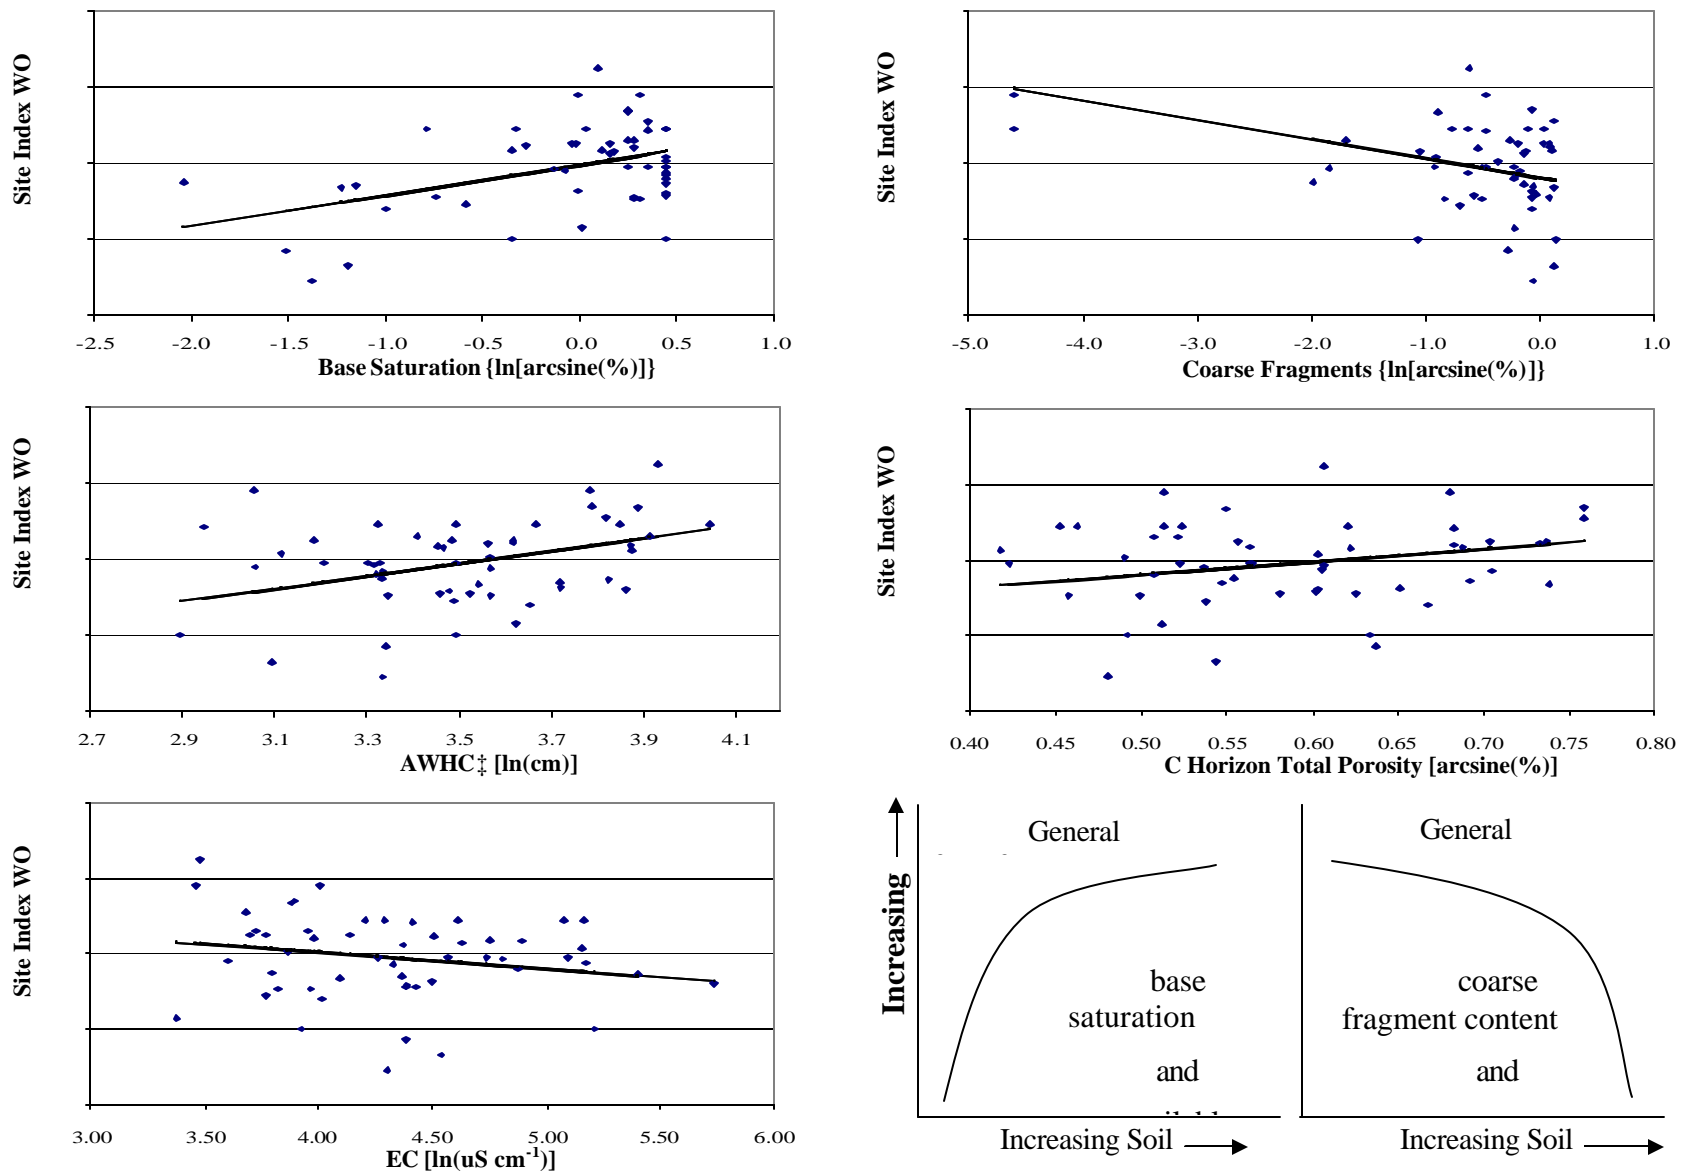 Site Index WO
-2.5 -2.0 -1.5 -1.0 -0.5 0.0 0.5 1.0
Base Saturation {ln[arcsine(%)]}
Site Index WO
-5.0 -4.0 -3.0 -2.0 -1.0 0.0 1.0
Coarse Fragments {ln[arcsine(%)]}
Site Index WO
2.7 2.9 3.1 3.3 3.5 3.7 3.9 4.1
AWHC‡ [ln(cm)]
Site Index WO
0.40 0.45 0.50 0.55 0.60 0.65 0.70 0.75 0.80
C Horizon Total Porosity [arcsine(%)]
Site Index WO
3.00 3.50 4.00 4.50 5.00 5.50 6.00
EC [ln(uS cm⁻¹)]
Increasing
General
base
saturation
and
Increasing Soil
General
coarse
fragment content
and
Increasing Soil